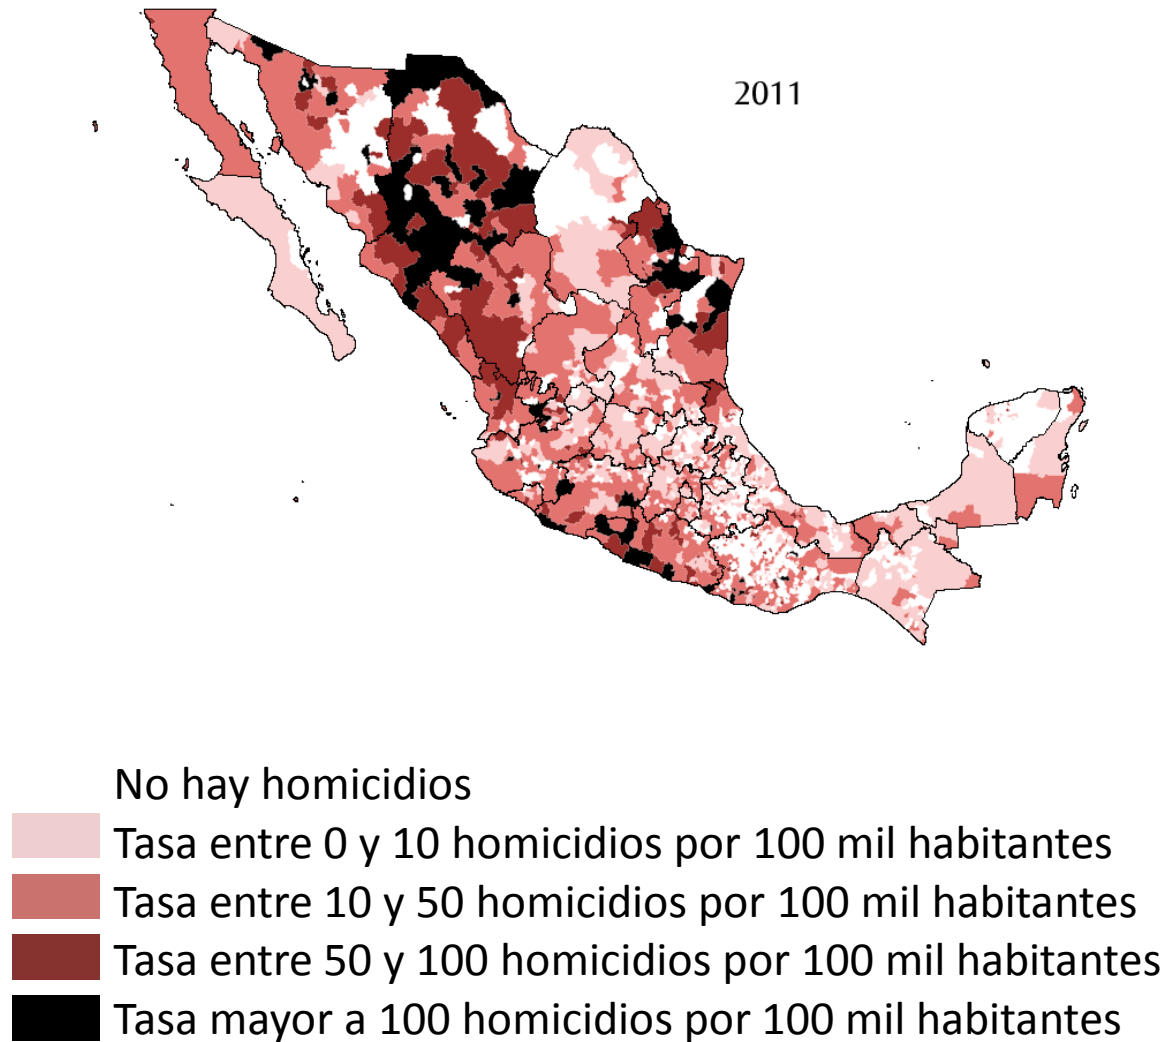 2011
No hay homicidios
Tasa entre 0 y 10 homicidios por 100 mil habitantes
Tasa entre 10 y 50 homicidios por 100 mil habitantes
Tasa entre 50 y 100 homicidios por 100 mil habitantes
Tasa mayor a 100 homicidios por 100 mil habitantes